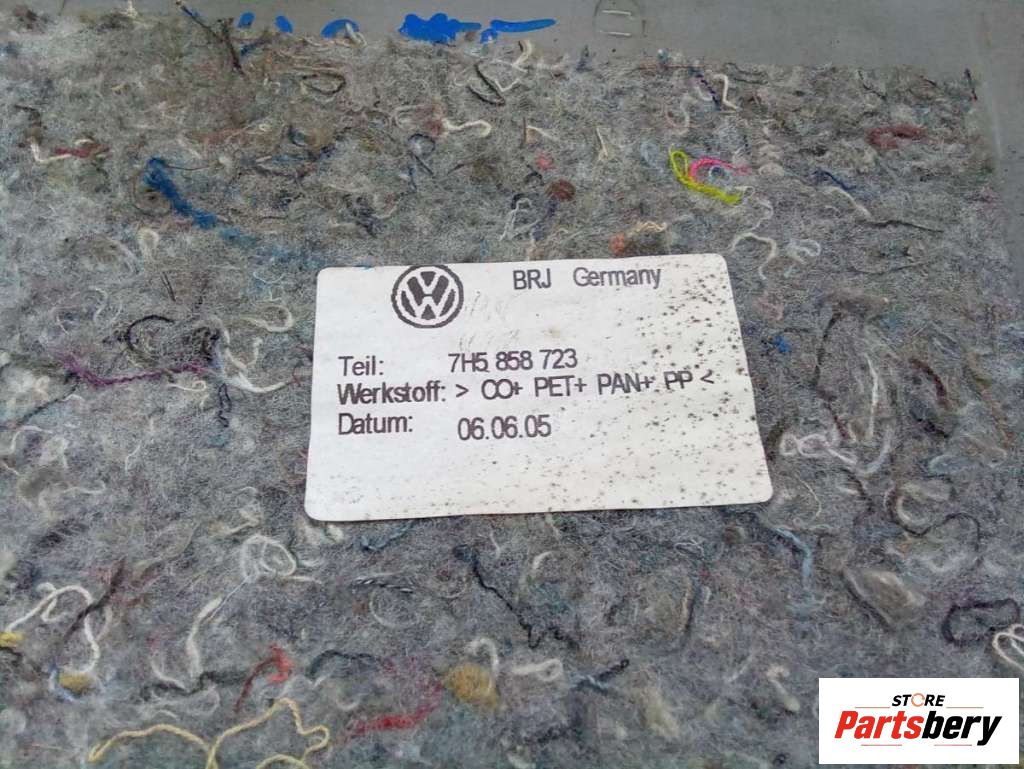 BRJ Germany
Teil: 7H5 858 723
Werkstoff: > CO+ PET+ PAN+ PP <
Datum: 06.06.05
STORE
Partsbery